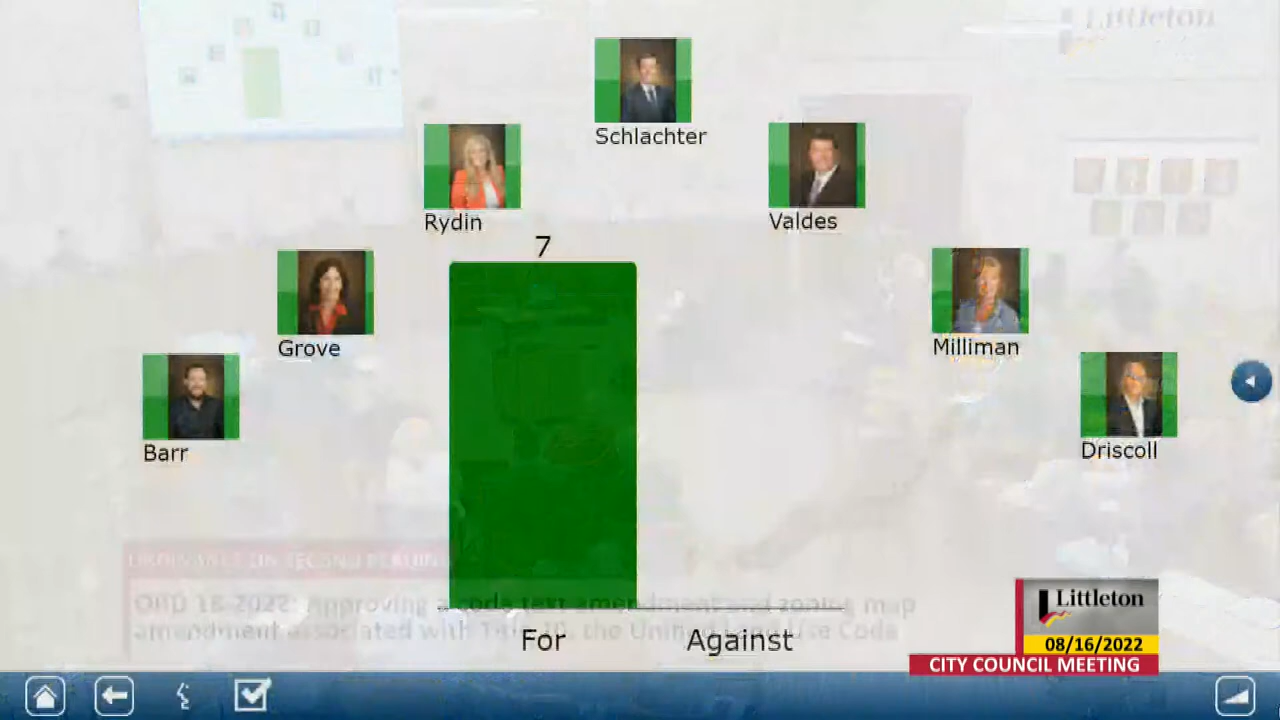 Littleton
Schlachter
Rydin
Valdes
7
Grove
Milliman
Barr
Driscoll
ORDINANCE ON SECOND READING
ORD 18-2022: Approving a code text amendment and zoning map
amendment associated with Title 10, the Unified Land Use Code
For
Against
Littleton
08/16/2022
CITY COUNCIL MEETING